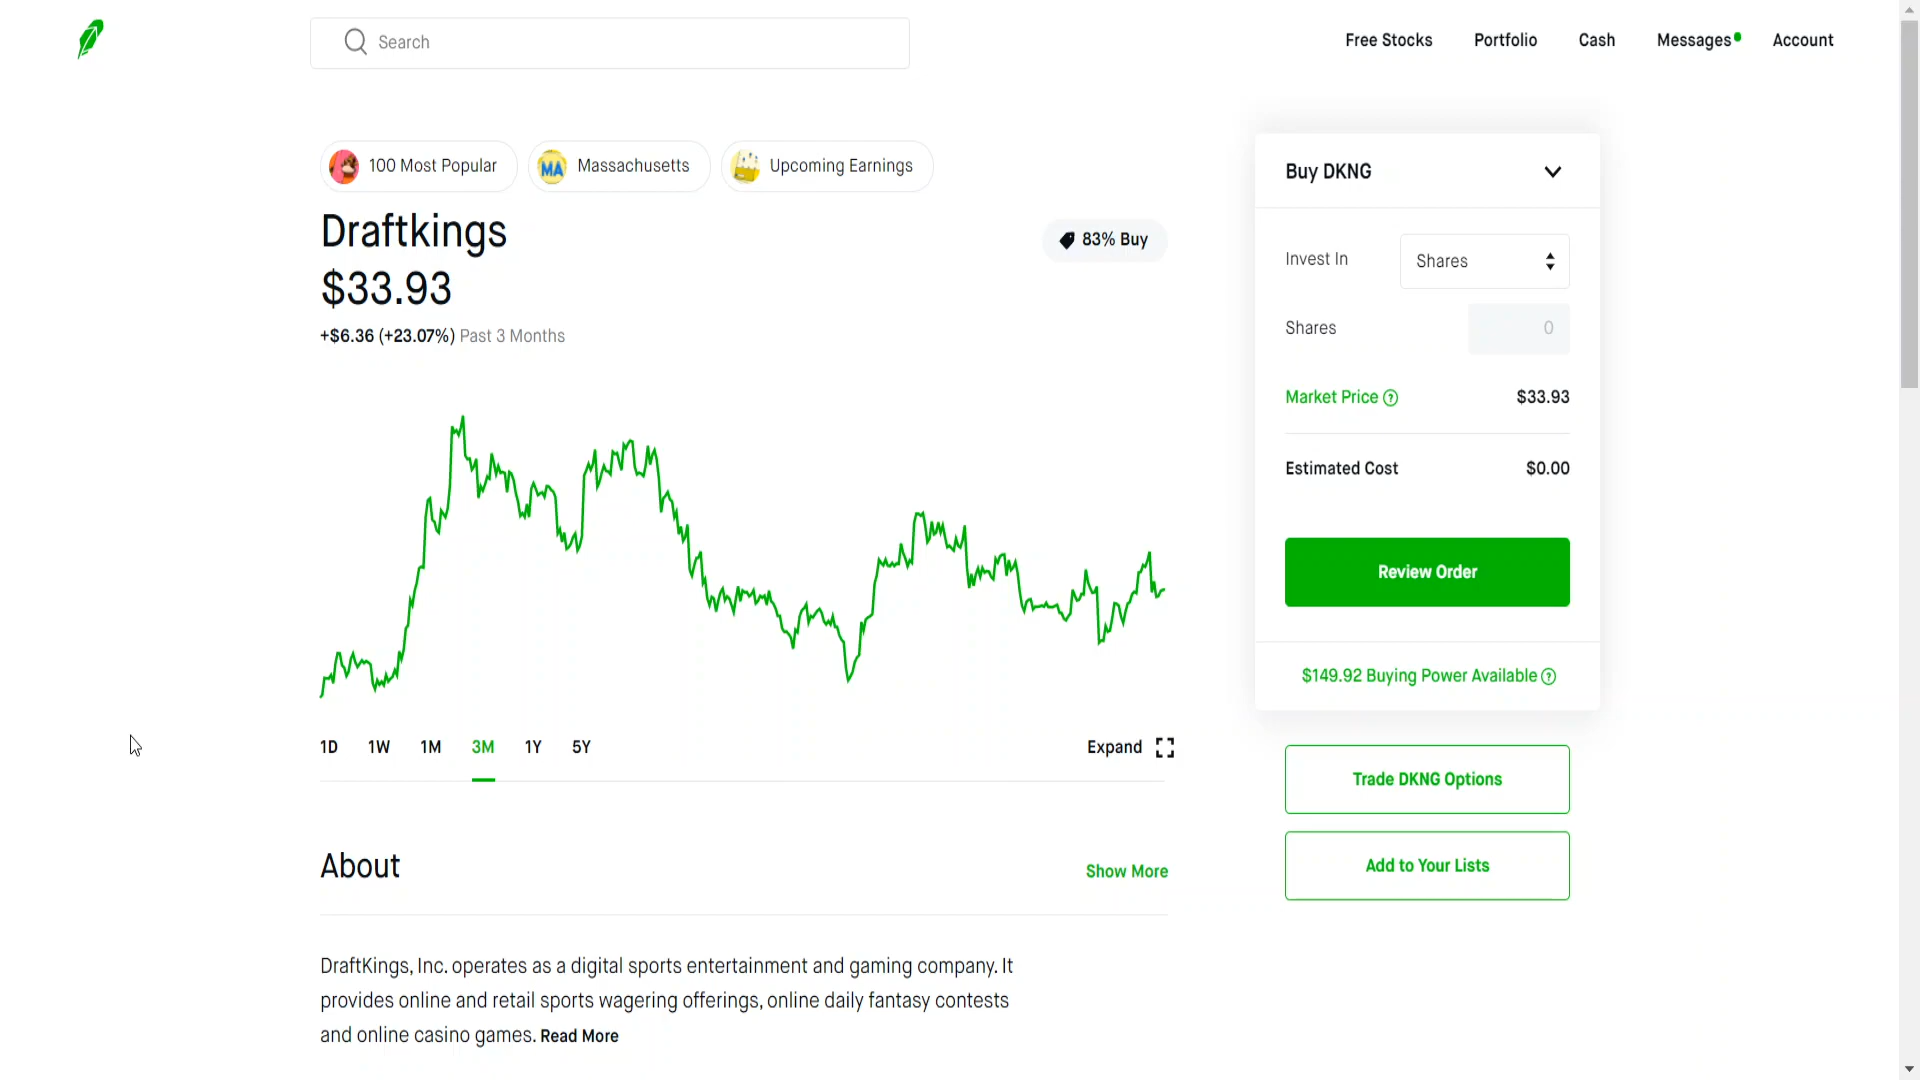 Search
Free Stocks Portfolio Cash Messages Account
100 Most Popular Massachusetts Upcoming Earnings
MA
Draftkings
83% Buy
$33.93
+$6.36 (+23.07%) Past 3 Months
1D 1W 1M 3M 1Y 5Y
Expand
About
Show More
DraftKings, Inc. operates as a digital sports entertainment and gaming company. It
provides online and retail sports wagering offerings, online daily fantasy contests
and online casino games. Read More
Buy DKNG
Invest In Shares
Shares 0
Market Price ? $33.93
Estimated Cost $0.00
Review Order
$149.92 Buying Power Available ?
Trade DKNG Options
Add to Your Lists